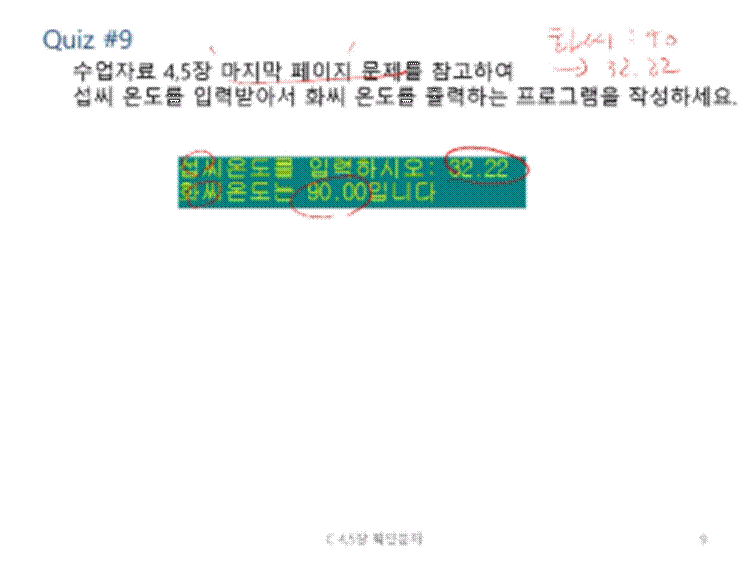 Quiz #9
화씨 : 90
→ 32.22
수업자료 4,5장 마지막 페이지 문제를 참고하여
섭씨 온도를 입력받아서 화씨 온도를 출력하는 프로그램을 작성하세요.
섭씨온도를 입력하시오: 32.22
화씨온도는 90.00입니다
C 4,5장 확인문제
9